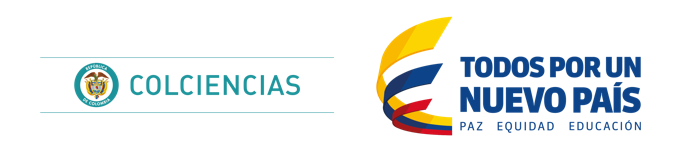 COLCIENCIAS
TODOS POR UN
NUEVO PAÍS
PAZ EQUIDAD EDUCACIÓN